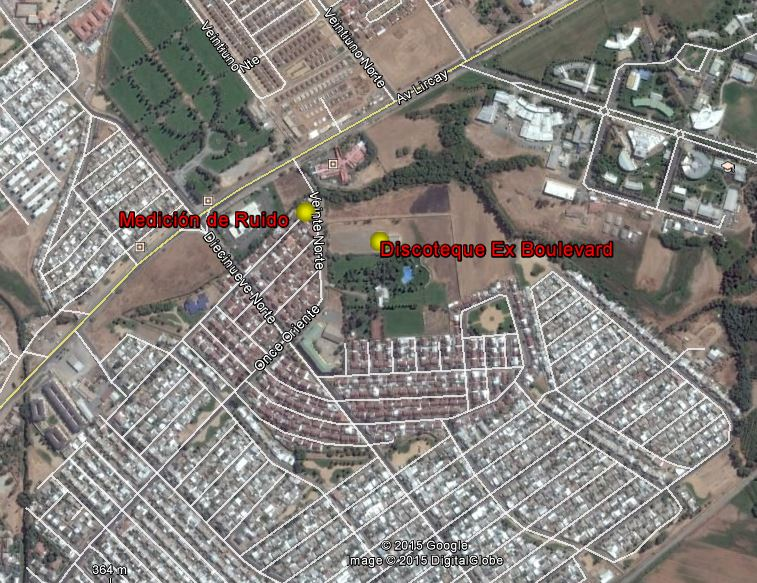 Veintiuno Nte
Veintiuno Norte
Av Lircay
Medición de Ruido
Veinte Norte
Discoteque Ex Boulevard
Diecinueve Norte
Once Oriente
© 2015 Google
Image © 2015 DigitalGlobe
364 m